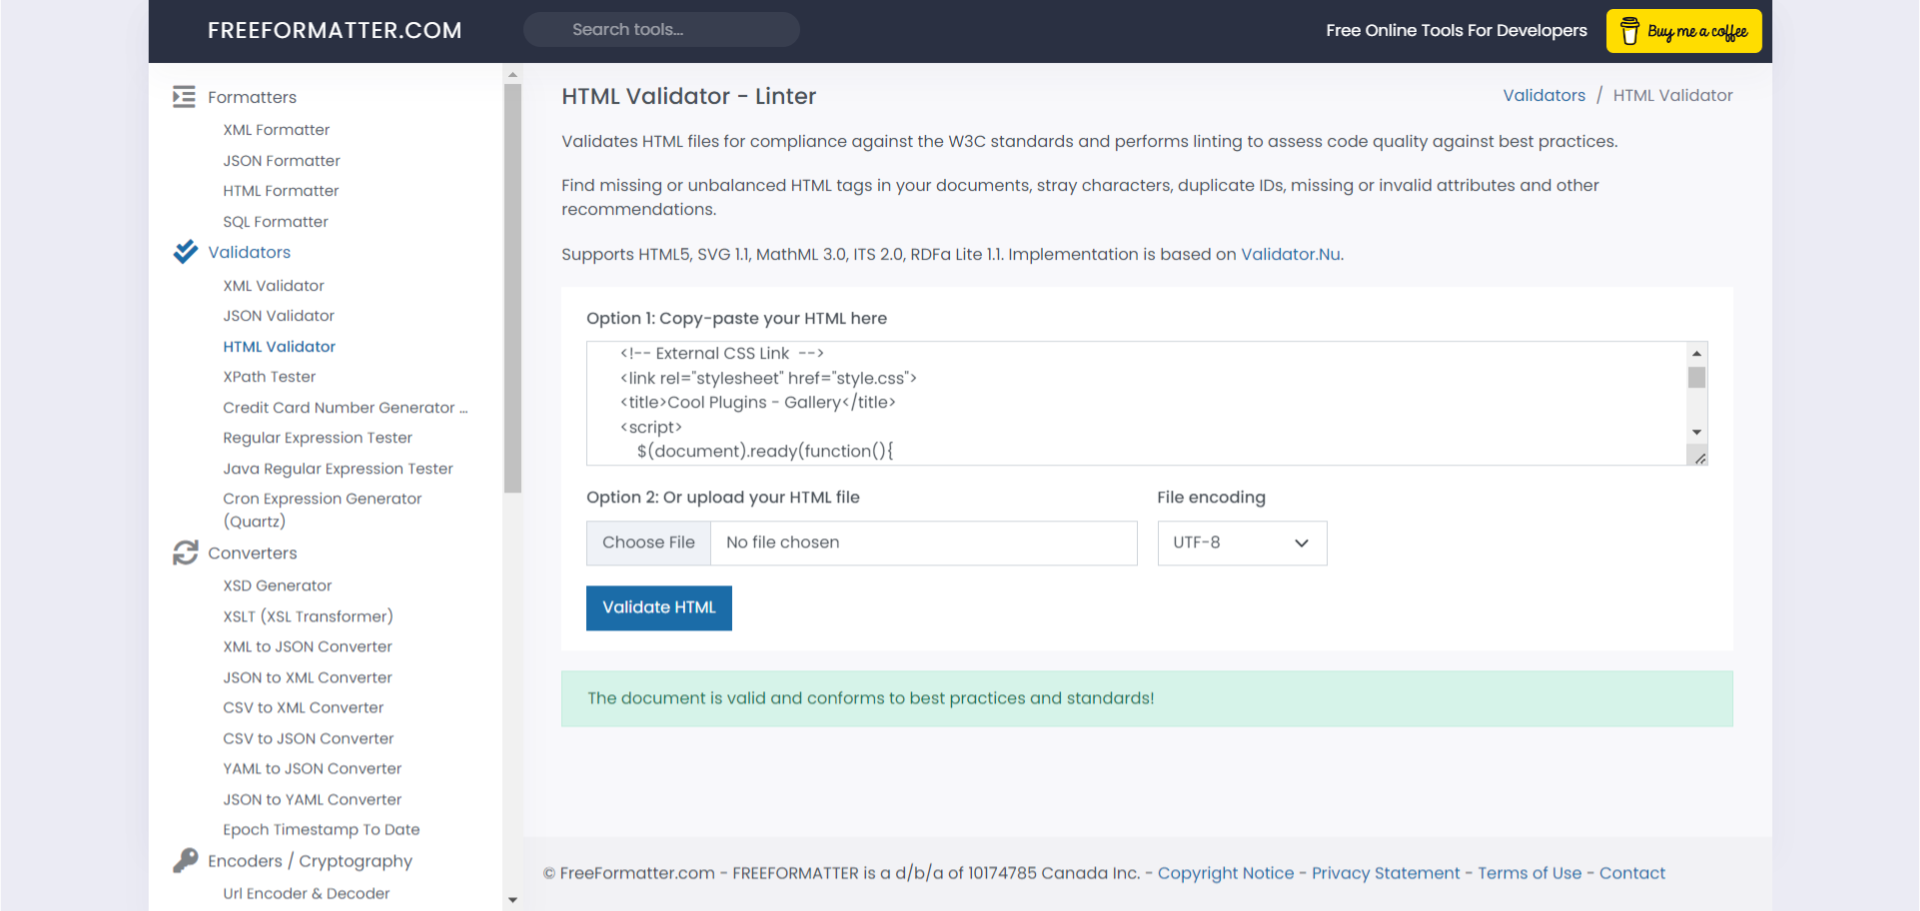 FREEFORMATTER.COM
Search tools...
Free Online Tools For Developers
Buy me a coffee
Formatters
XML Formatter
JSON Formatter
HTML Formatter
SQL Formatter
Validators
XML Validator
JSON Validator
HTML Validator
XPath Tester
Credit Card Number Generator ...
Regular Expression Tester
Java Regular Expression Tester
Cron Expression Generator
(Quartz)
Converters
XSD Generator
XSLT (XSL Transformer)
XML to JSON Converter
JSON to XML Converter
CSV to XML Converter
CSV to JSON Converter
YAML to JSON Converter
JSON to YAML Converter
Epoch Timestamp To Date
Encoders / Cryptography
Url Encoder & Decoder
HTML Validator - Linter
Validators / HTML Validator
Validates HTML files for compliance against the W3C standards and performs linting to assess code quality against best practices.
Find missing or unbalanced HTML tags in your documents, stray characters, duplicate IDs, missing or invalid attributes and other
recommendations.
Supports HTML5, SVG 1.1, MathML 3.0, ITS 2.0, RDFa Lite 1.1. Implementation is based on Validator.Nu.
Option 1: Copy-paste your HTML here
<!-- External CSS Link  -->
<link rel="stylesheet" href="style.css">
<title>Cool Plugins - Gallery</title>
<script>
$(document).ready(function(){
Option 2: Or upload your HTML file
File encoding
Choose File
No file chosen
UTF-8
Validate HTML
The document is valid and conforms to best practices and standards!
© FreeFormatter.com - FREEFORMATTER is a d/b/a of 10174785 Canada Inc. - Copyright Notice - Privacy Statement - Terms of Use - Contact